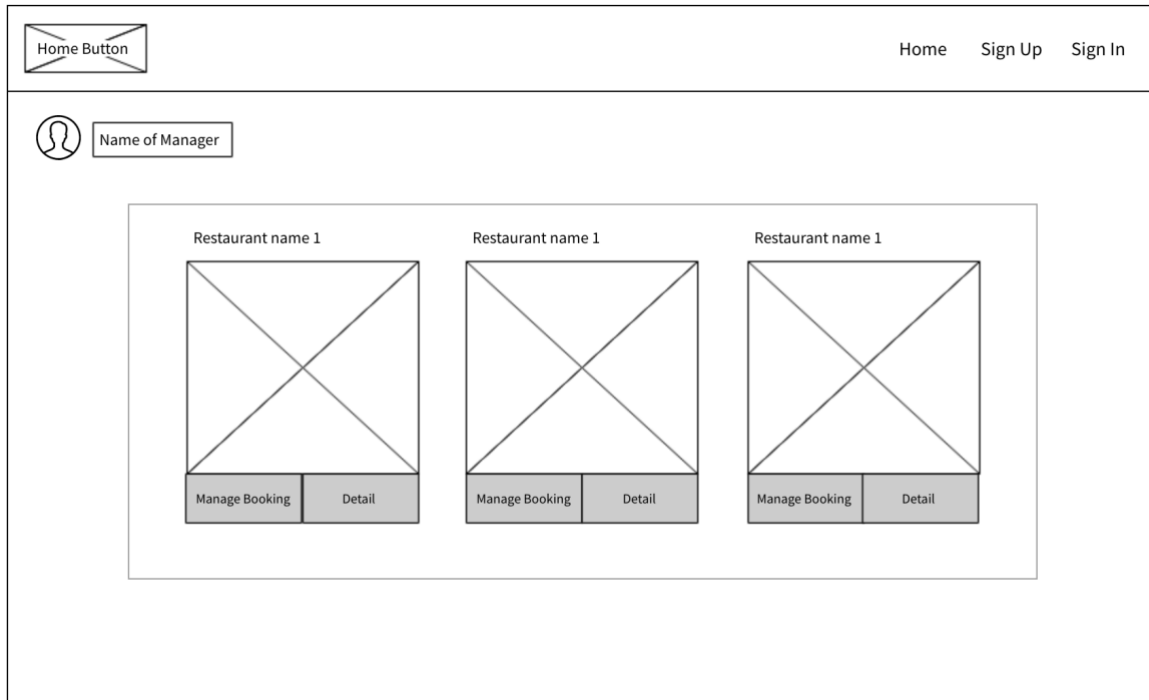 Home Button
Home
Sign Up
Sign In
Name of Manager
Restaurant name 1
Restaurant name 1
Restaurant name 1
Manage Booking
Detail
Manage Booking
Detail
Manage Booking
Detail